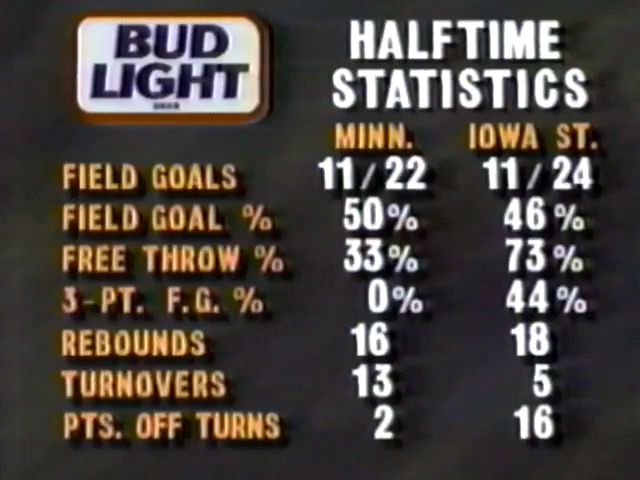 BUD
LIGHT
BEER
HALFTIME
STATISTICS
MINN. IOWA ST.
FIELD GOALS 11/22 11/24
FIELD GOAL % 50% 46%
FREE THROW % 33% 73%
3-PT. F.G. % 0% 44%
REBOUNDS 16 18
TURNOVERS 13 5
PTS. OFF TURNS 2 16